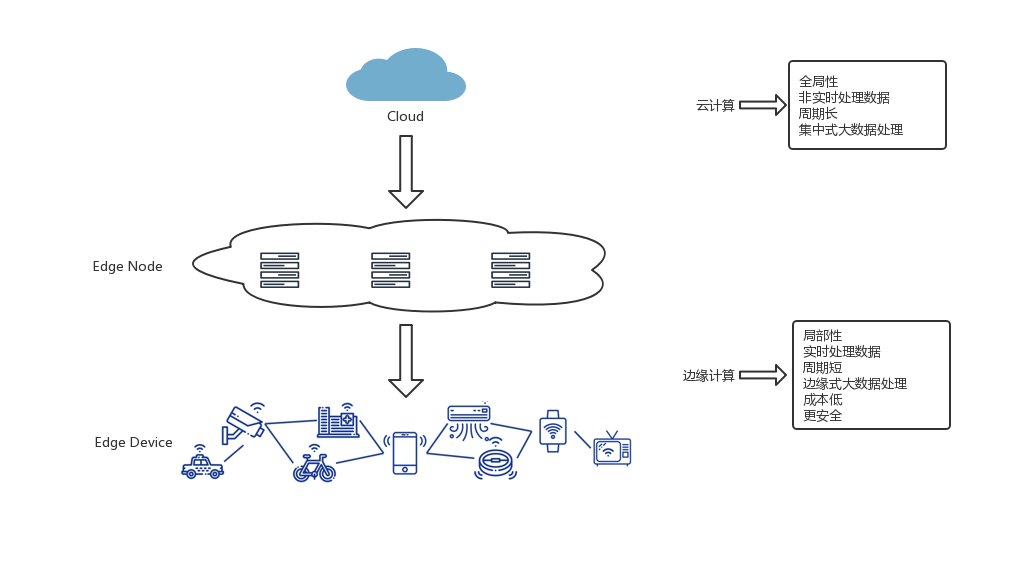 Cloud
云计算
全局性
非实时处理数据
周期长
集中式大数据处理
Edge Node
边缘计算
局部性
实时处理数据
周期短
边缘式大数据处理
成本低
更安全
Edge Device